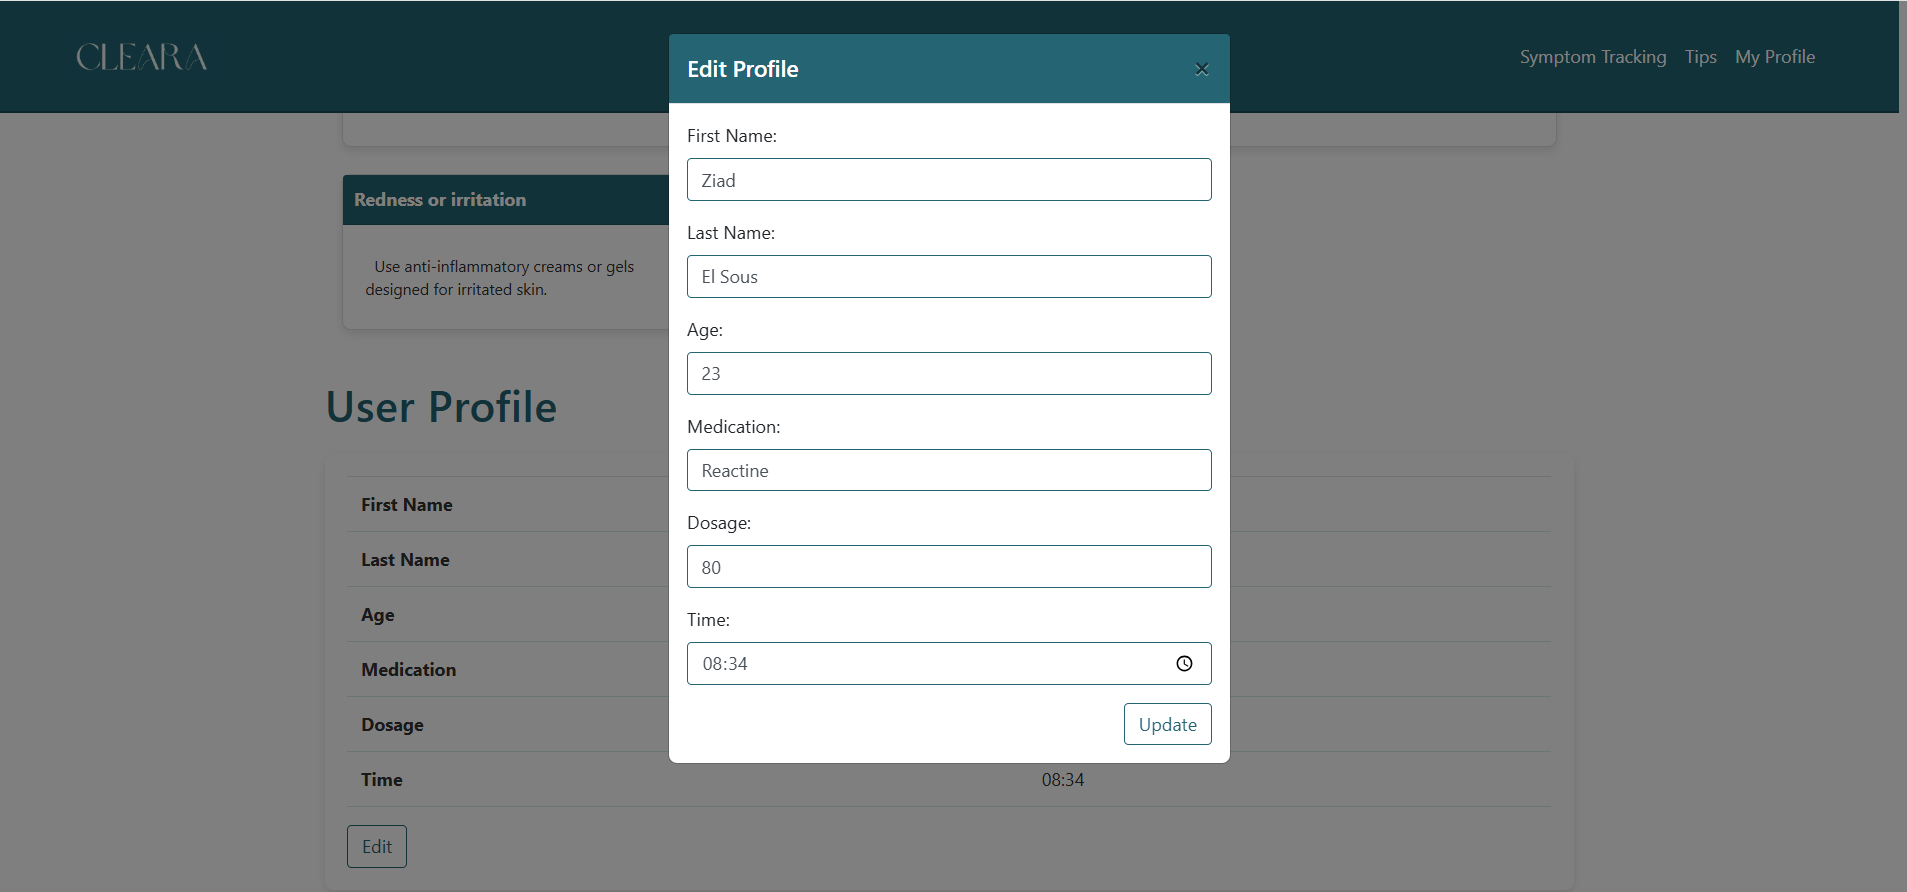 CLEARA
Symptom Tracking Tips My Profile
Edit Profile ×
First Name:
Ziad
Last Name:
El Sous
Age:
23
Medication:
Reactine
Dosage:
80
Time:
08:34
Update
Redness or irritation
Use anti-inflammatory creams or gels
designed for irritated skin.
User Profile
First Name
Last Name
Age
Medication
Dosage
Time 08:34
Edit